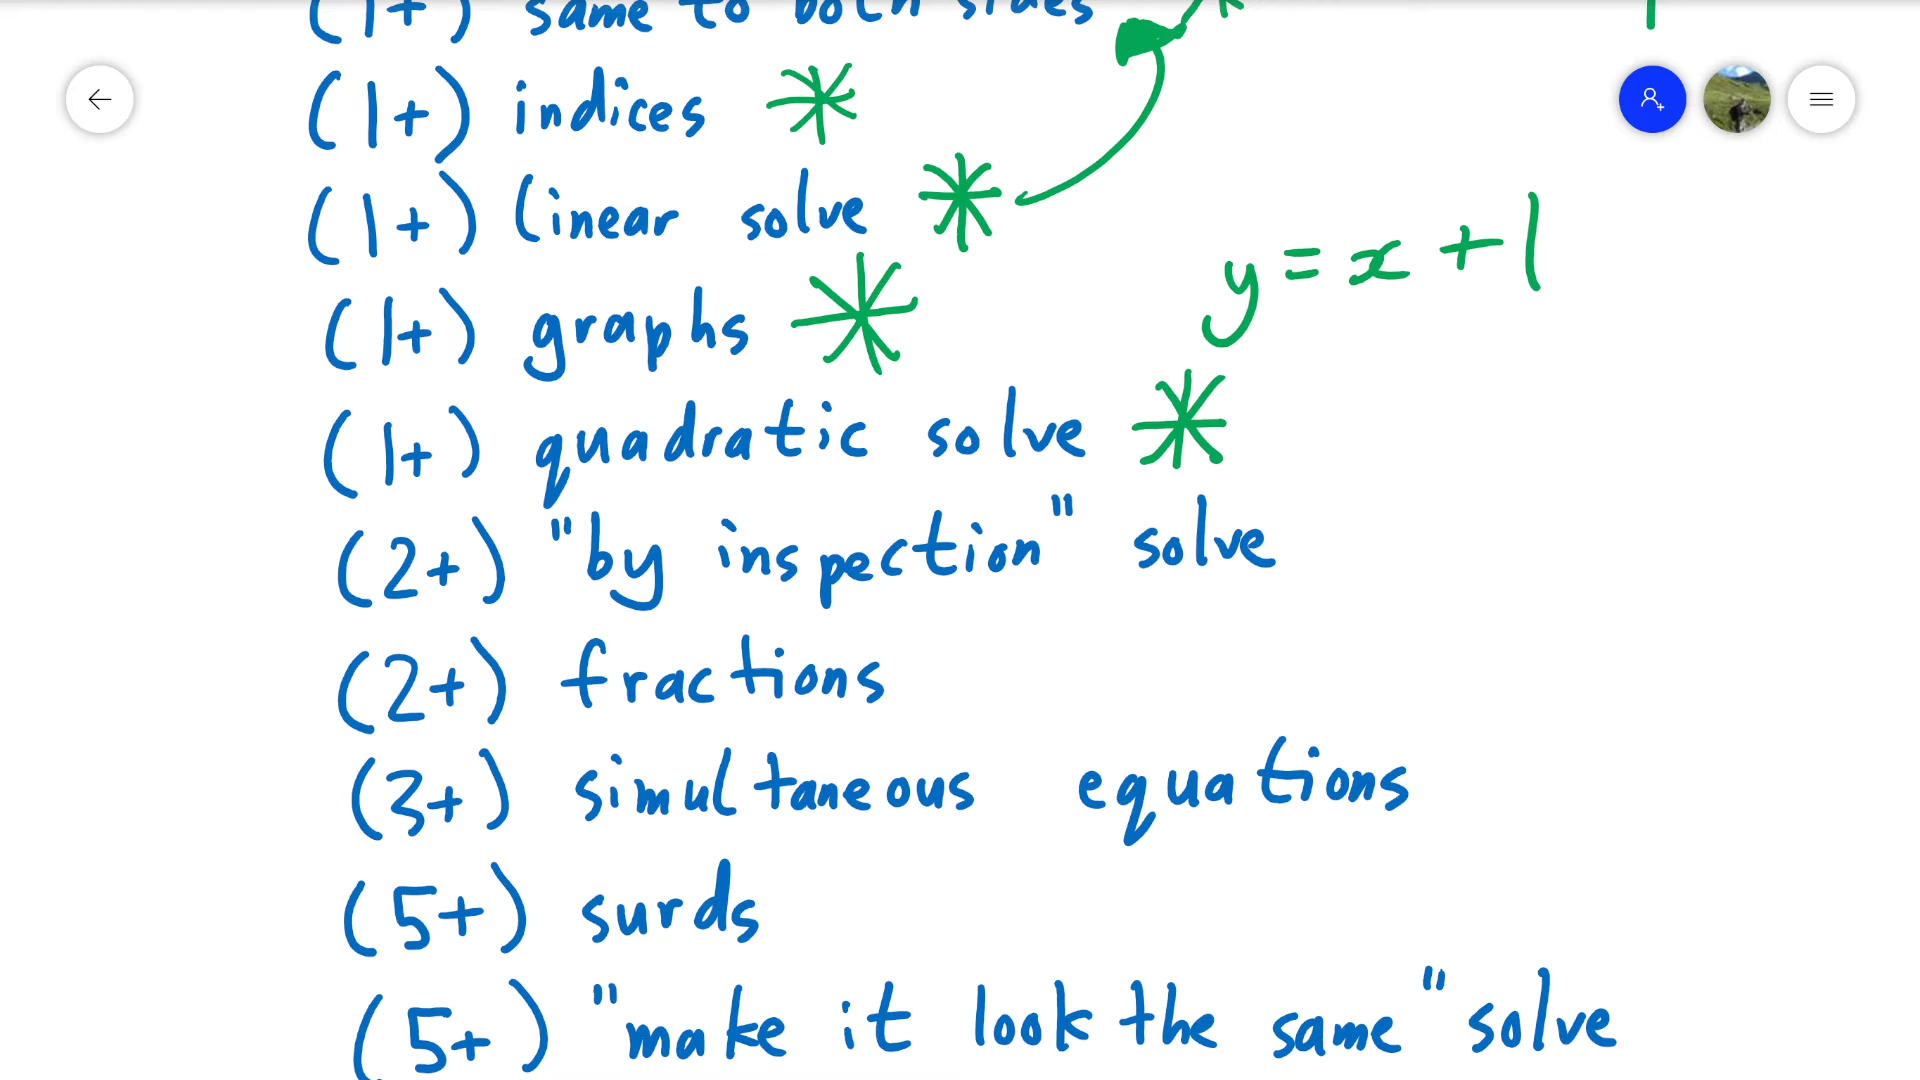 (1+) same to both sides
(1+) indices
(1+) linear solve
(1+) graphs
y = x + 1
(1+) quadratic solve
(2+) "by inspection" solve
(2+) fractions
(3+) simultaneous equations
(5+) surds
(5+) "make it look the same" solve